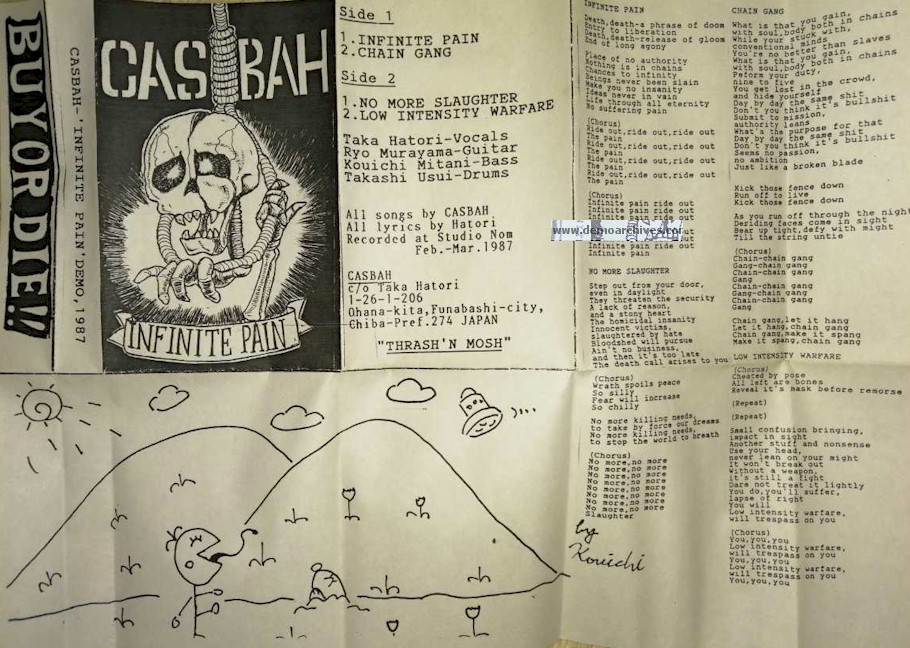 BUY OR DIE!!
CASBAH-'INFINITE PAIN'DEMO,1987
CASBAH
INFINITE PAIN
Side 1
1.INFINITE PAIN
2.CHAIN GANG
Side 2
1.NO MORE SLAUGHTER
2.LOW INTENSITY WARFARE
Taka Hatori-Vocals
Ryo Murayama-Guitar
Kouichi Mitani-Bass
Takashi Usui-Drums
All songs by CASBAH
All lyrics by Hatori
Recorded at Studio Nom
Feb.-Mar.1987
CASBAH
c/o Taka Hatori
1-26-1-206
Ohana-kita,Funabashi-city,
Chiba-Pref.274 JAPAN
"THRASH'N MOSH"
INFINITE PAIN
Death,death-a phrase of doom
Entry to liberation
Death,death-release of gloom
End of long agony
Place of no authority
Nothing is in chains
Chances to infinity
Beings never been slain
Make you no insanity
Ideas never in vain
Life through all eternity
No suffering pain
(Chorus)
Ride out,ride out,ride out
The pain
Ride out,ride out,ride out
The pain
Ride out,ride out,ride out
The pain
Ride out,ride out,ride out
The pain
(Chorus)
Infinite pain ride out
Infinite pain ride out
Infinite pain ride out
www.demoarchives.com
Infinite pain ride out
Infinite pain
NO MORE SLAUGHTER
Step out from your door,
even in daylight
They threaten the security
A lack of reason,
and a stony heart
The homicidal insanity
Innocent victims,
slaughtered by hate
Bloodshed will pursue
Ain't no business,
and then it's too late
The death call arises to you
(Chorus)
Wrath spoils peace
So silly
Fear will increase
So chilly
No more killing needs,
to take by force our dreams
No more killing needs,
to stop the world to breath
(Chorus)
No more,no more
No more,no more
No more,no more
No more,no more
No more,no more
No more,no more
No more,no more
No more,no more
Slaughter
by
Kouichi
CHAIN GANG
What is that you gain,
with soul,body both in chains
While your stuck with,
conventional minds
You're no better than slaves
What is that you gain,
with soul,body both in chains
Peform your duty,
nine to five
You get lost in the crowd,
and hide yourself
Day by day the same shit
Don't you think it's bullshit
Submit to mission,
authority leans
What's the purpose for that
Day by day the same shit
Don't you think it's bullshit
Seems no passion,
no ambition
Just like a broken blade
Kick those fence down
Run off to live
Kick those fence down
As you run off through the night
Deriding faces come in sight
Bear up tight,defy with might
Till the string untie
(Chorus)
Chain-chain gang
Gang-chain gang
Chain-chain gang
Gang
Chain-chain gang
Gang-chain gang
Chain-chain gang
Gang
Chain gang,let it hang
Let it hang,chain gang
Chain gang,make it spang
Make it spang,chain gang
LOW INTENSITY WARFARE
(Chorus)
Cheated by pose
All left are bones
Reveal it's mask before remorse
(Repeat)
(Repeat)
Small confusion bringing,
impact in sight
Another stuff and nonsense
Use your head,
never lean on your might
It won't break out
without a weapon,
it's still a fight
Dare not treat it lightly
You do,you'll suffer,
lapse of right
You will
Low intensity warfare,
will trespass on you
(Chorus)
You,you,you
Low intensity warfare,
will trespass on you
You,you,you
Low intensity warfare,
will trespass on you
You,you,you